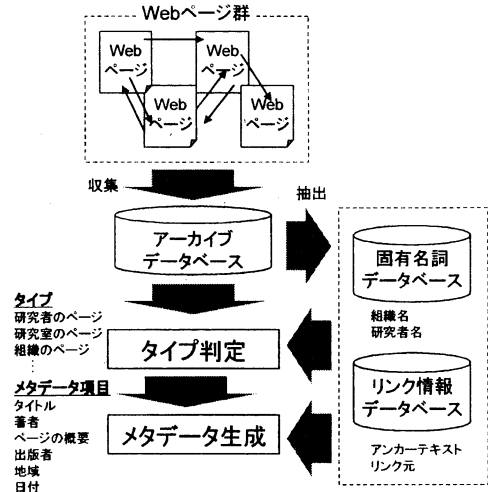 Webページ群
Web
ページ
Web
ページ
Web
ページ
Web
ページ
収集
抽出
アーカイブ
データベース
固有名詞
データベース
組織名
研究者名
タイプ
研究者のページ
研究室のページ
組織のページ
⋮
タイプ判定
リンク情報
データベース
アンカーテキスト
リンク元
メタデータ項目
タイトル
著者
ページの概要
出版者
地域
日付
メタデータ生成